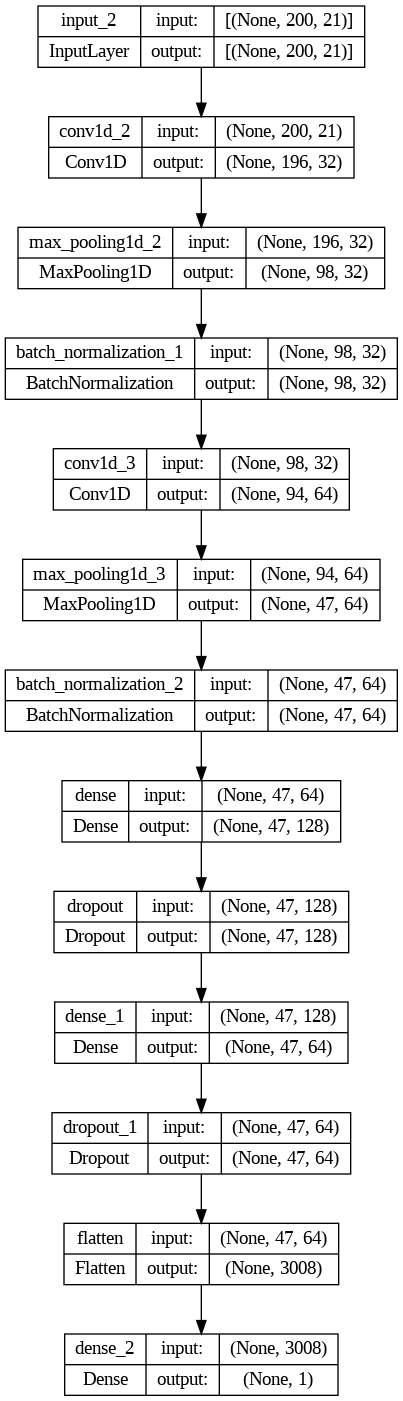 input_2 input: [(None, 200, 21)]
InputLayer output: [(None, 200, 21)]
conv1d_2 input: (None, 200, 21)
Conv1D output: (None, 196, 32)
max_pooling1d_2 input: (None, 196, 32)
MaxPooling1D output: (None, 98, 32)
batch_normalization_1 input: (None, 98, 32)
BatchNormalization output: (None, 98, 32)
conv1d_3 input: (None, 98, 32)
Conv1D output: (None, 94, 64)
max_pooling1d_3 input: (None, 94, 64)
MaxPooling1D output: (None, 47, 64)
batch_normalization_2 input: (None, 47, 64)
BatchNormalization output: (None, 47, 64)
dense input: (None, 47, 64)
Dense output: (None, 47, 128)
dropout input: (None, 47, 128)
Dropout output: (None, 47, 128)
dense_1 input: (None, 47, 128)
Dense output: (None, 47, 64)
dropout_1 input: (None, 47, 64)
Dropout output: (None, 47, 64)
flatten input: (None, 47, 64)
Flatten output: (None, 3008)
dense_2 input: (None, 3008)
Dense output: (None, 1)